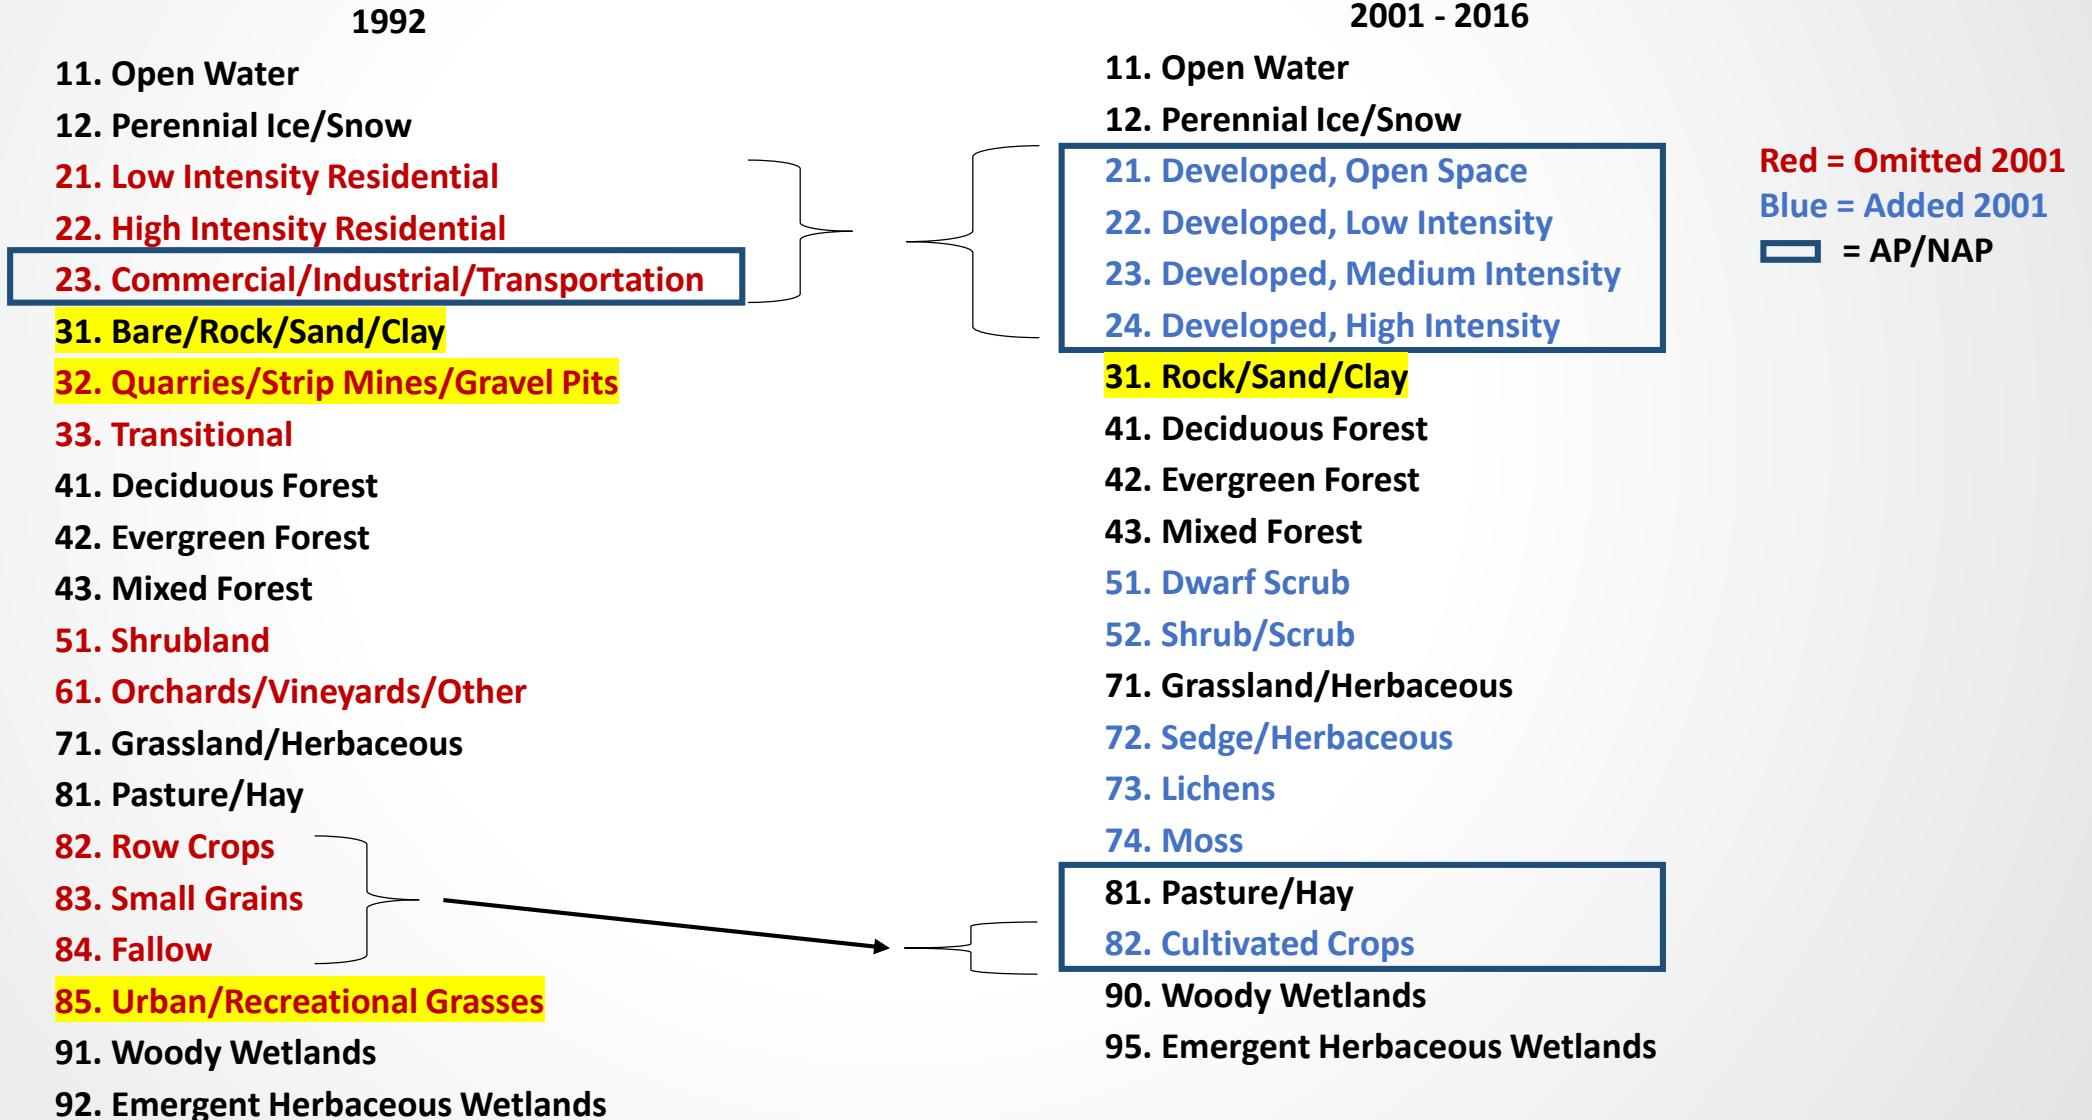 1992
11. Open Water
12. Perennial Ice/Snow
21. Low Intensity Residential
22. High Intensity Residential
23. Commercial/Industrial/Transportation
31. Bare/Rock/Sand/Clay
32. Quarries/Strip Mines/Gravel Pits
33. Transitional
41. Deciduous Forest
42. Evergreen Forest
43. Mixed Forest
51. Shrubland
61. Orchards/Vineyards/Other
71. Grassland/Herbaceous
81. Pasture/Hay
82. Row Crops
83. Small Grains
84. Fallow
85. Urban/Recreational Grasses
91. Woody Wetlands
92. Emergent Herbaceous Wetlands
2001 - 2016
11. Open Water
12. Perennial Ice/Snow
21. Developed, Open Space
22. Developed, Low Intensity
23. Developed, Medium Intensity
24. Developed, High Intensity
31. Rock/Sand/Clay
41. Deciduous Forest
42. Evergreen Forest
43. Mixed Forest
51. Dwarf Scrub
52. Shrub/Scrub
71. Grassland/Herbaceous
72. Sedge/Herbaceous
73. Lichens
74. Moss
81. Pasture/Hay
82. Cultivated Crops
90. Woody Wetlands
95. Emergent Herbaceous Wetlands
Red = Omitted 2001
Blue = Added 2001
= AP/NAP